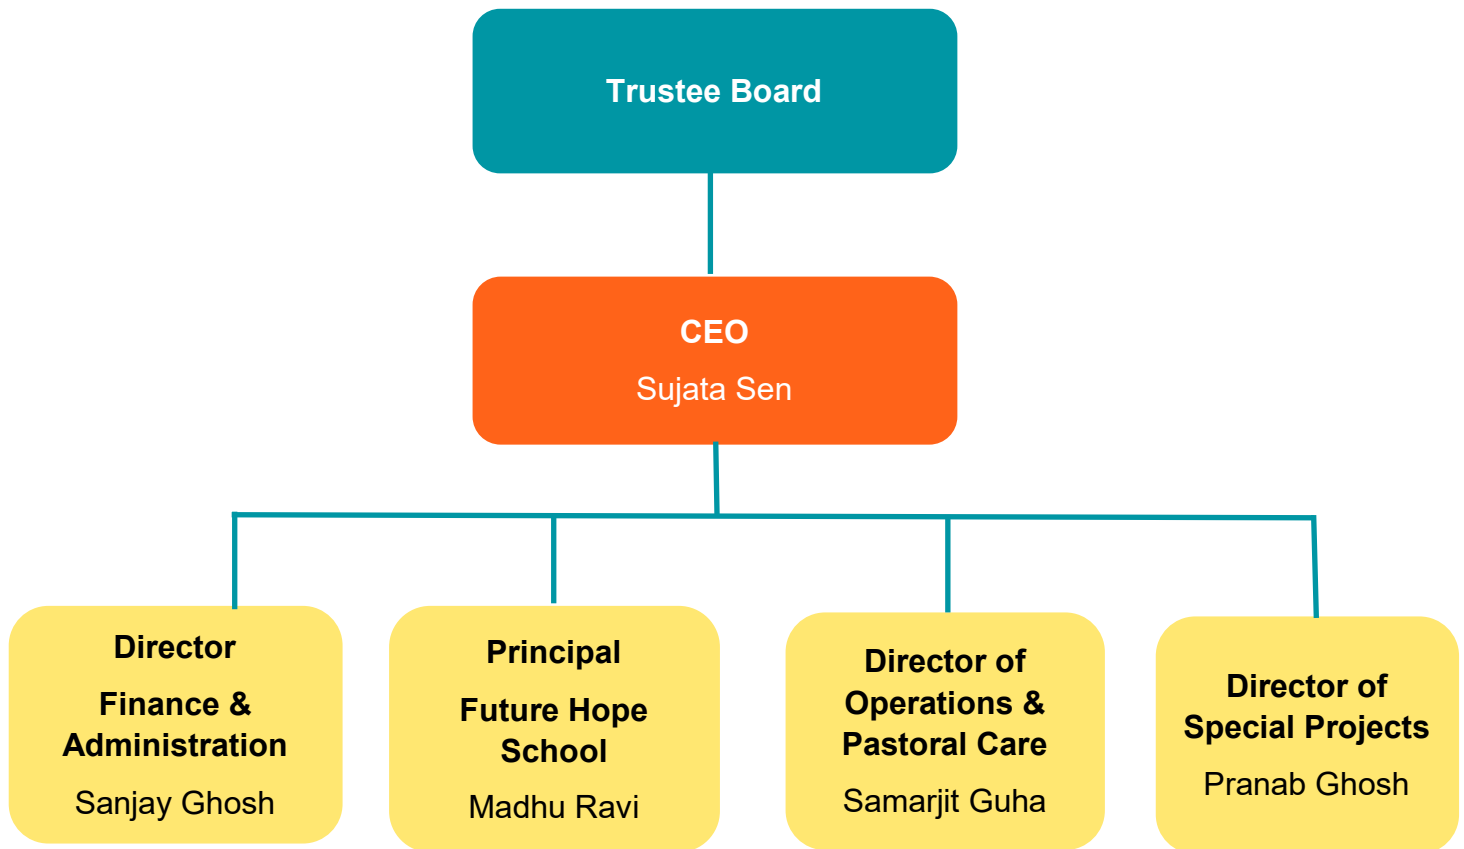 Trustee Board
CEO
Sujata Sen
Director
Finance &
Administration
Sanjay Ghosh
Principal
Future Hope
School
Madhu Ravi
Director of
Operations &
Pastoral Care
Samarjit Guha
Director of
Special Projects
Pranab Ghosh